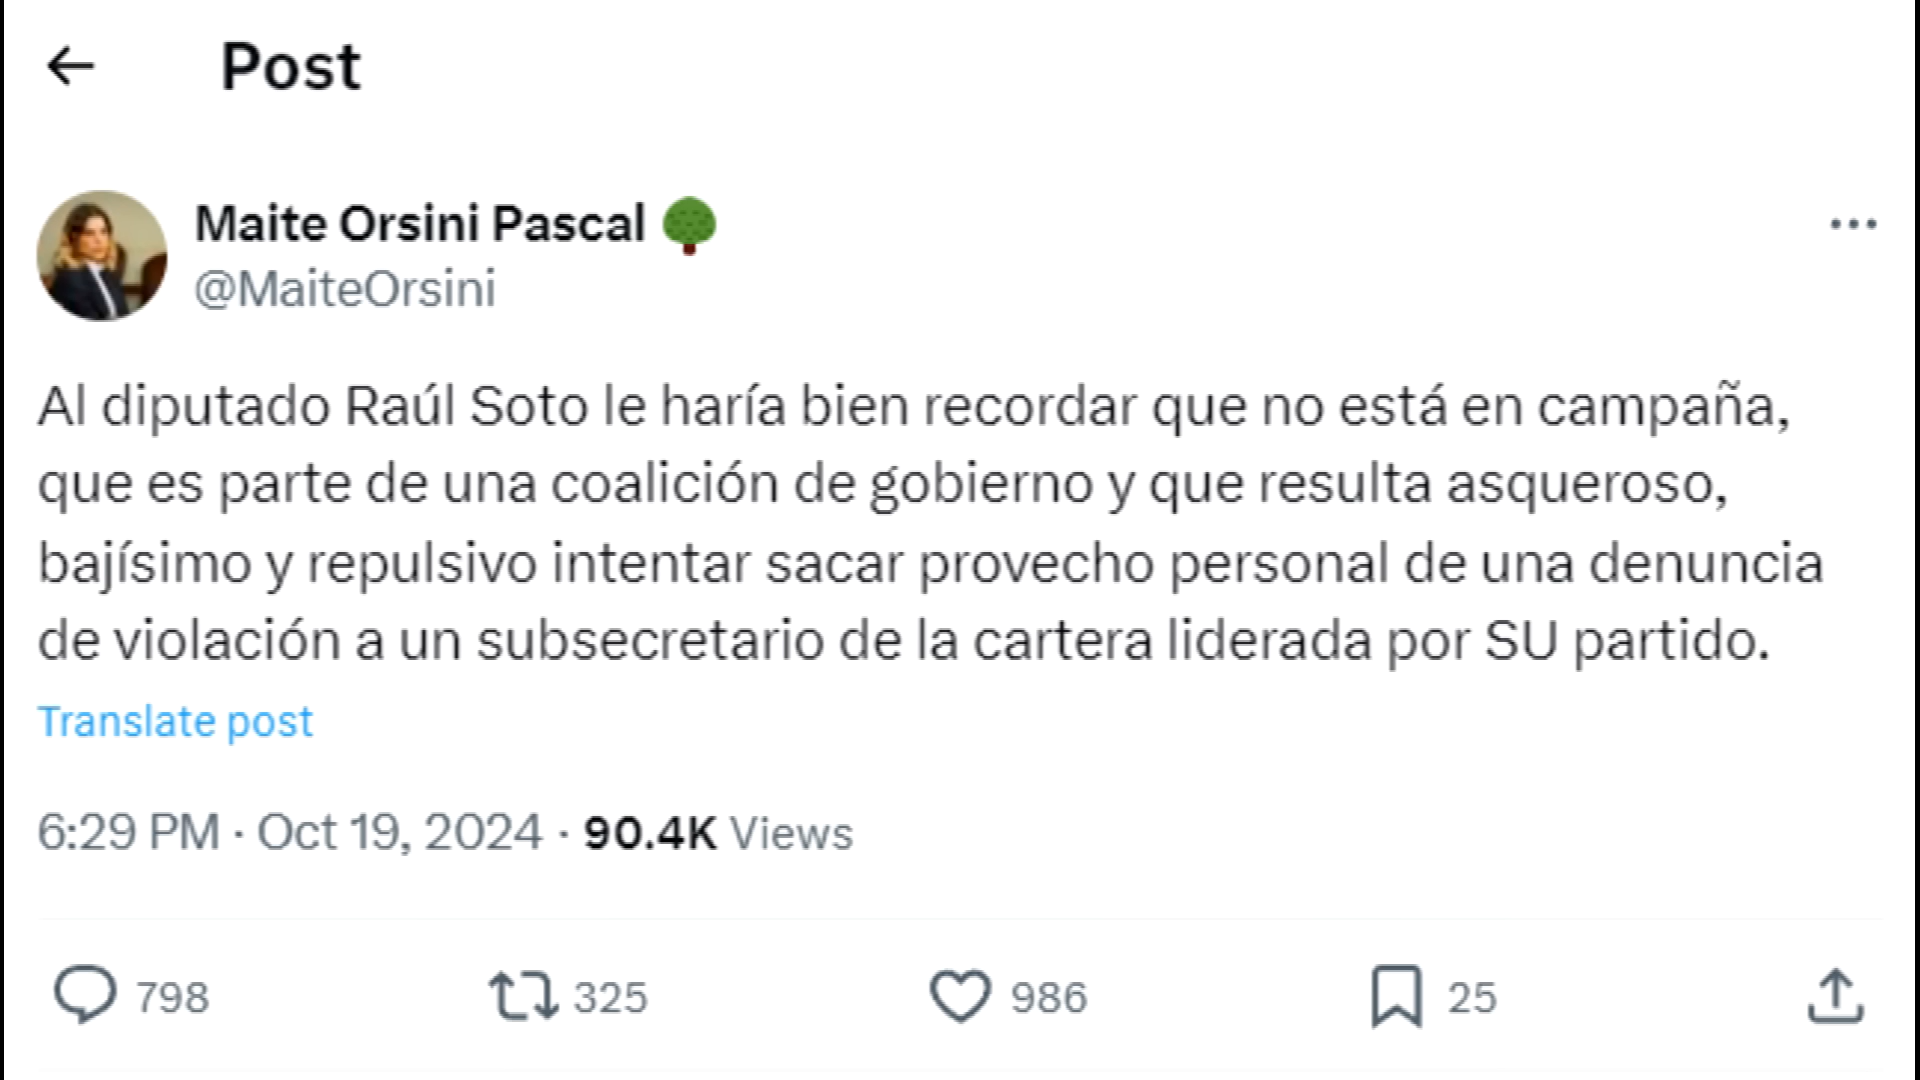 Post
Maite Orsini Pascal
@MaiteOrsini
Al diputado Raúl Soto le haría bien recordar que no está en campaña,
que es parte de una coalición de gobierno y que resulta asqueroso,
bajísimo y repulsivo intentar sacar provecho personal de una denuncia
de violación a un subsecretario de la cartera liderada por SU partido.
Translate post
6:29 PM · Oct 19, 2024 · 90.4K Views
798 325 986 25